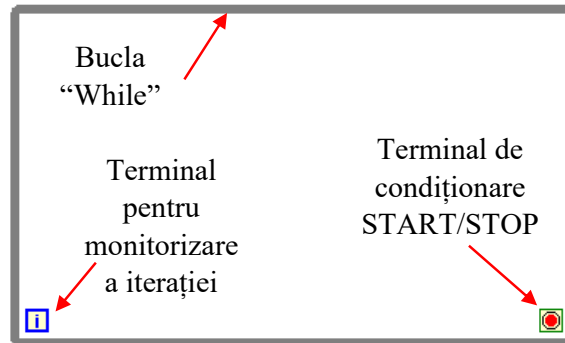 Bucla
“While”
Terminal
pentru
monitorizare
a iterației
Terminal de
condiționare
START/STOP
i